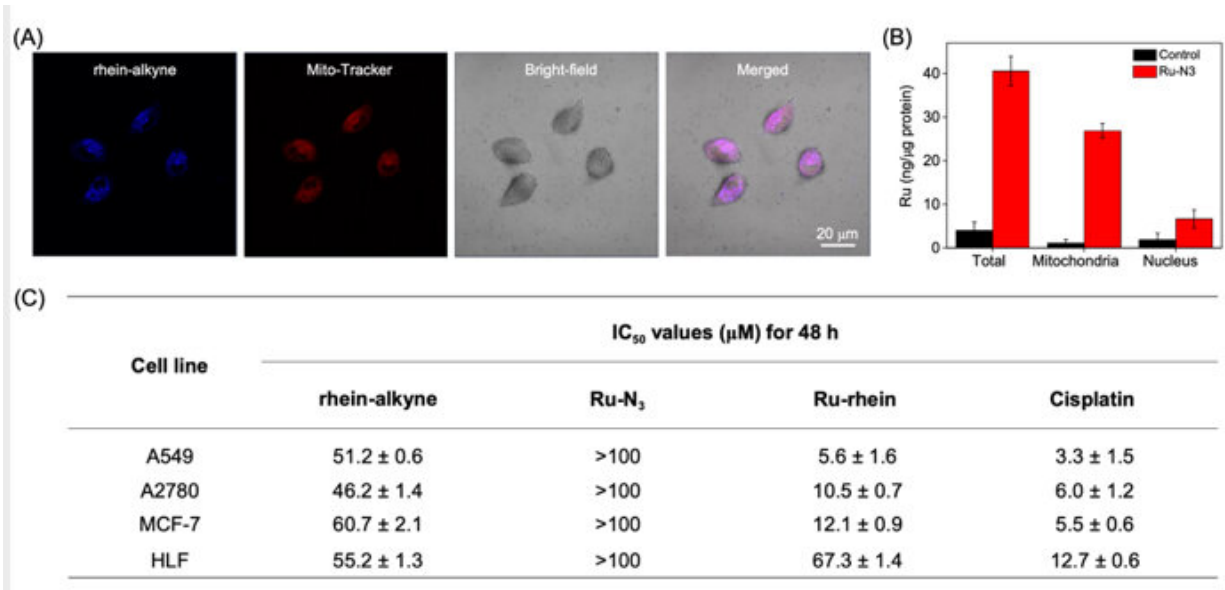 (A)
rhein-alkyne
Mito-Tracker
Bright-field
Merged
20 μm
(B)
Control
Ru-N3
Ru (ng/μg protein)
40
30
20
10
0
Total
Mitochondria
Nucleus
(C)
Cell line
IC₅₀ values (μM) for 48 h
rhein-alkyne Ru-N₃ Ru-rhein Cisplatin
A549 51.2 ± 0.6 >100 5.6 ± 1.6 3.3 ± 1.5
A2780 46.2 ± 1.4 >100 10.5 ± 0.7 6.0 ± 1.2
MCF-7 60.7 ± 2.1 >100 12.1 ± 0.9 5.5 ± 0.6
HLF 55.2 ± 1.3 >100 67.3 ± 1.4 12.7 ± 0.6